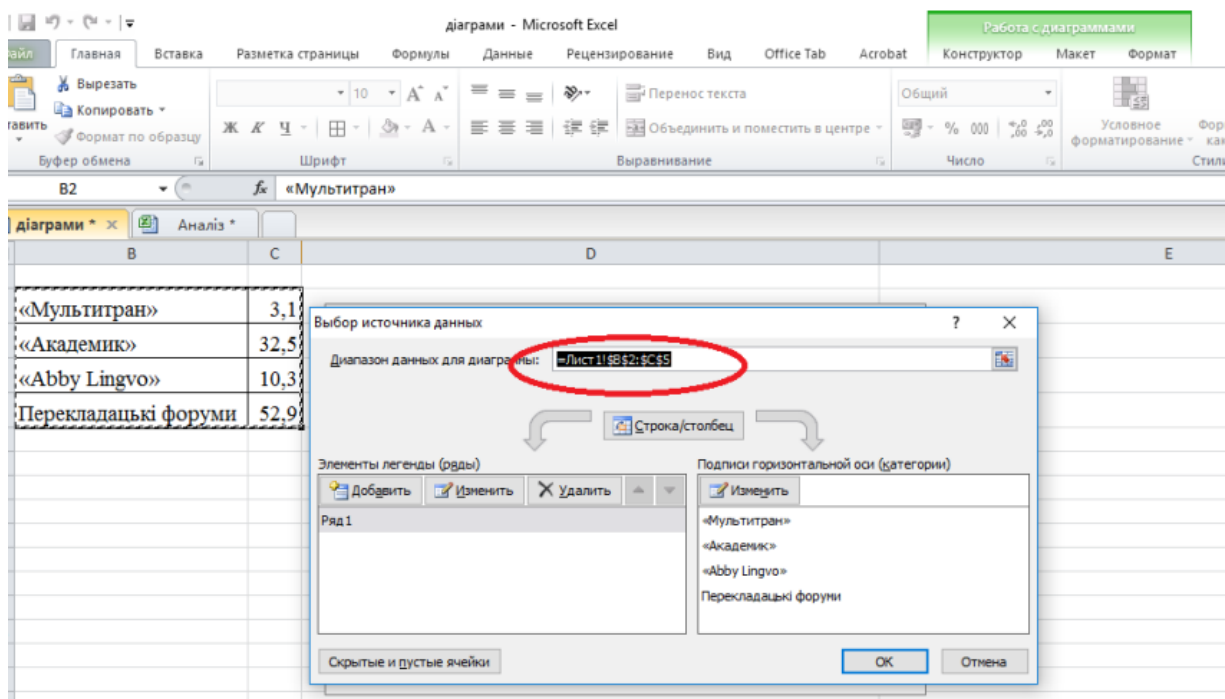 діаграми - Microsoft Excel
Работа с диаграммами
Главная Вставка Разметка страницы Формулы Данные Рецензирование Вид Office Tab Acrobat Конструктор Макет Формат
Вырезать
Копировать
Формат по образцу
Буфер обмена
10
Ж К Ч
Шрифт
Перенос текста
Объединить и поместить в центре
Выравнивание
Общий
% 000
Число
Условное
форматирование
B2 fx «Мультитран»
діаграми * Аналіз *
B C D E
«Мультитран» 3,1
«Академик» 32,5
«Abby Lingvo» 10,3
Перекладацькі форуми 52,9
Выбор источника данных ?
Диапазон данных для диаграммы: =Лист1!$B$2:$C$5
Строка/столбец
Элементы легенды (ряды)
Добавить Изменить Удалить
Ряд1
Подписи горизонтальной оси (категории)
Изменить
«Мультитран»
«Академик»
«Abby Lingvo»
Перекладацькі форуми
Скрытые и пустые ячейки
ОК Отмена